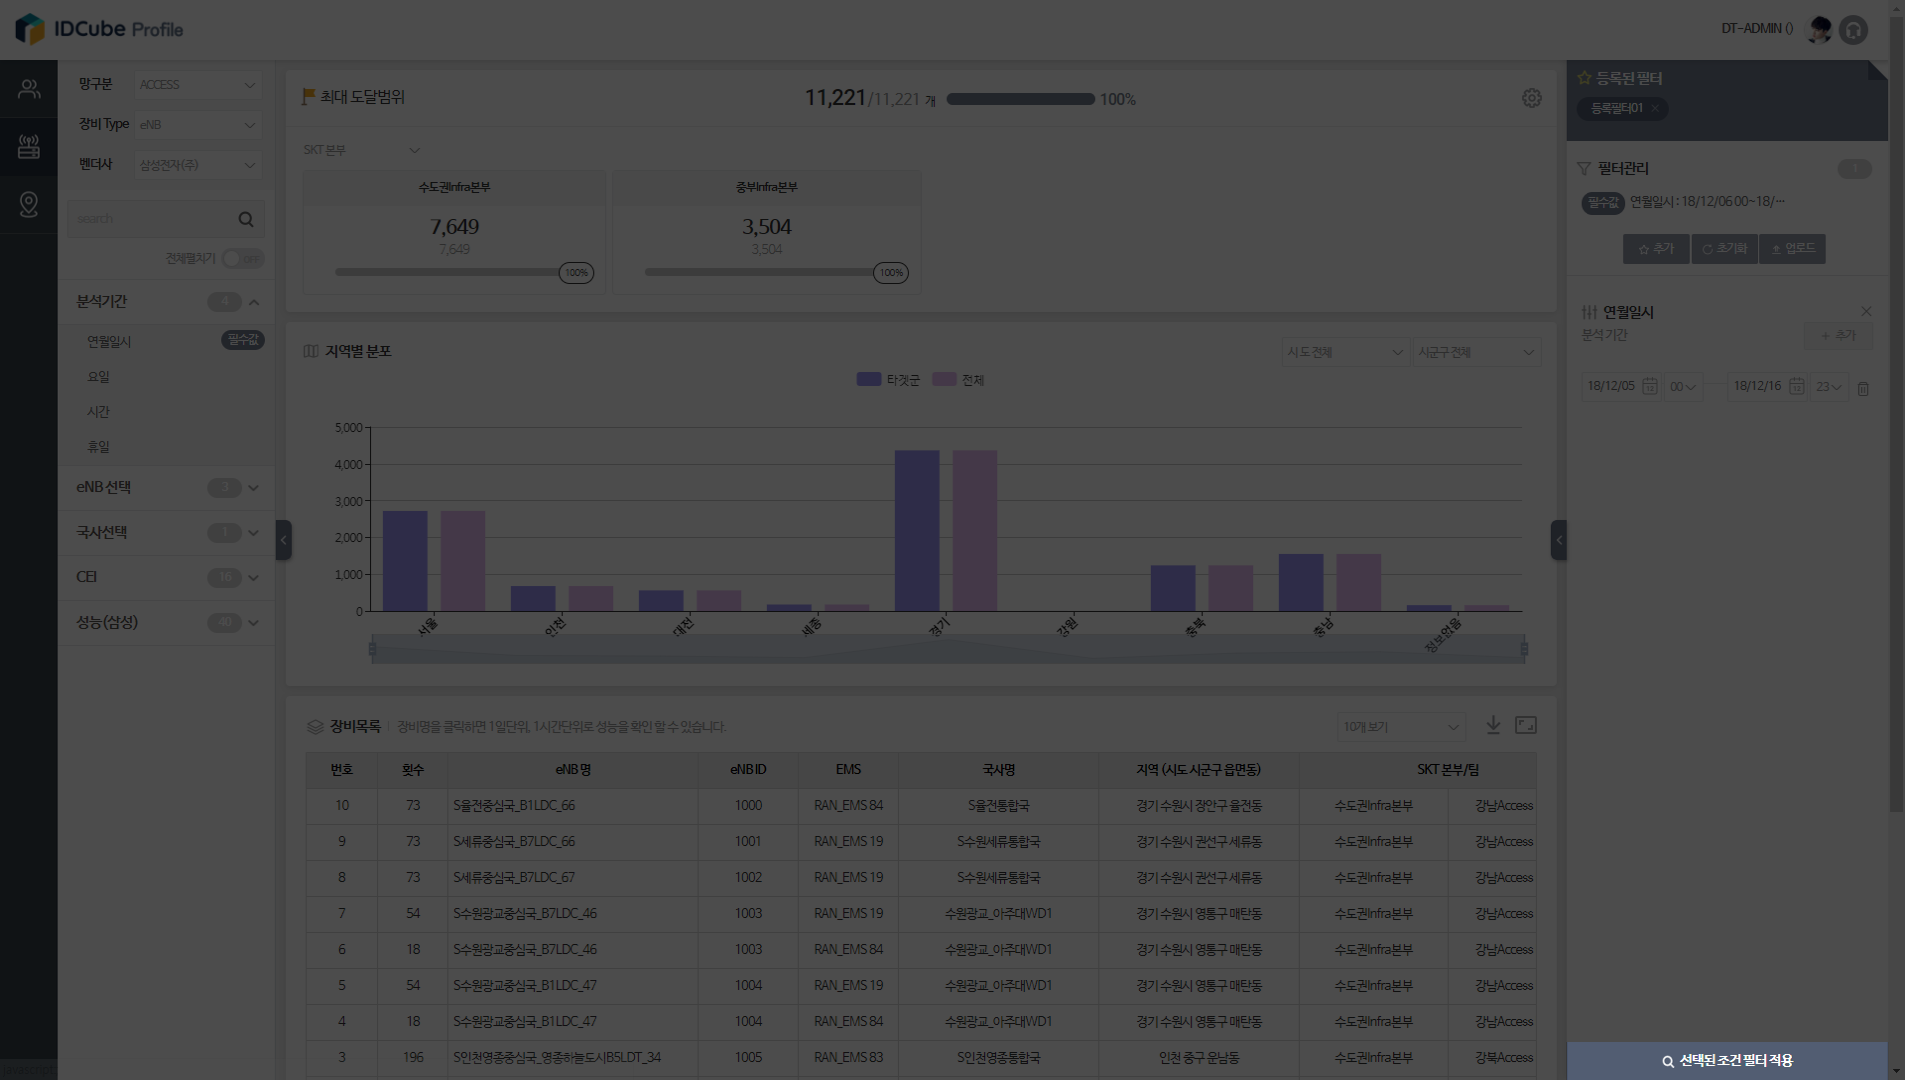 IDCube Profile
DT-ADMIN ()
망구분 ACCESS
장비 Type eNB
벤더사 삼성전자(주)
search
전체펼치기 OFF
분석기간 4
연월일시 필수값
요일
시간
휴일
eNB 선택 3
국사선택 1
CEI 16
성능(삼성) 40
최대 도달범위
11,221/11,221 개 100%
SKT 본부
수도권Infra본부
7,649
7,649
100%
중부Infra본부
3,504
3,504
100%
지역별 분포
시도 전체
시군구 전체
타겟군 전체
5,000
4,000
3,000
2,000
1,000
0
서울 인천 대전 세종 경기 강원 충북 충남 정보없음
장비목록 장비명을 클릭하면 1일단위, 1시간단위로 성능을 확인 할 수 있습니다.
10개 보기
번호 횟수 eNB 명 eNB ID EMS 국사명 지역 (시도 시군구 읍면동) SKT 본부/팀
10 73 S율전중심국_B1LDC_66 1000 RAN_EMS 84 S율전통합국 경기 수원시 장안구 율전동 수도권Infra본부 강남Access
9 73 S세류중심국_B7LDC_66 1001 RAN_EMS 19 S수원세류통합국 경기 수원시 권선구 세류동 수도권Infra본부 강남Access
8 73 S세류중심국_B7LDC_67 1002 RAN_EMS 19 S수원세류통합국 경기 수원시 권선구 세류동 수도권Infra본부 강남Access
7 54 S수원광교중심국_B7LDC_46 1003 RAN_EMS 19 수원광교_아주대WD1 경기 수원시 영통구 매탄동 수도권Infra본부 강남Access
6 18 S수원광교중심국_B7LDC_46 1003 RAN_EMS 84 수원광교_아주대WD1 경기 수원시 영통구 매탄동 수도권Infra본부 강남Access
5 54 S수원광교중심국_B1LDC_47 1004 RAN_EMS 19 수원광교_아주대WD1 경기 수원시 영통구 매탄동 수도권Infra본부 강남Access
4 18 S수원광교중심국_B1LDC_47 1004 RAN_EMS 84 수원광교_아주대WD1 경기 수원시 영통구 매탄동 수도권Infra본부 강남Access
3 196 S인천영종중심국_영종하늘도시B5LDT_34 1005 RAN_EMS 83 S인천영종통합국 인천 중구 운남동 수도권Infra본부 강북Access
등록된 필터
등록필터01
필터관리 1
필수값 연월일시 : 18/12/06 00~18/···
추가 초기화 업로드
연월일시
분석 기간
+ 추가
18/12/05 00 18/12/16 23
선택된 조건 필터 적용